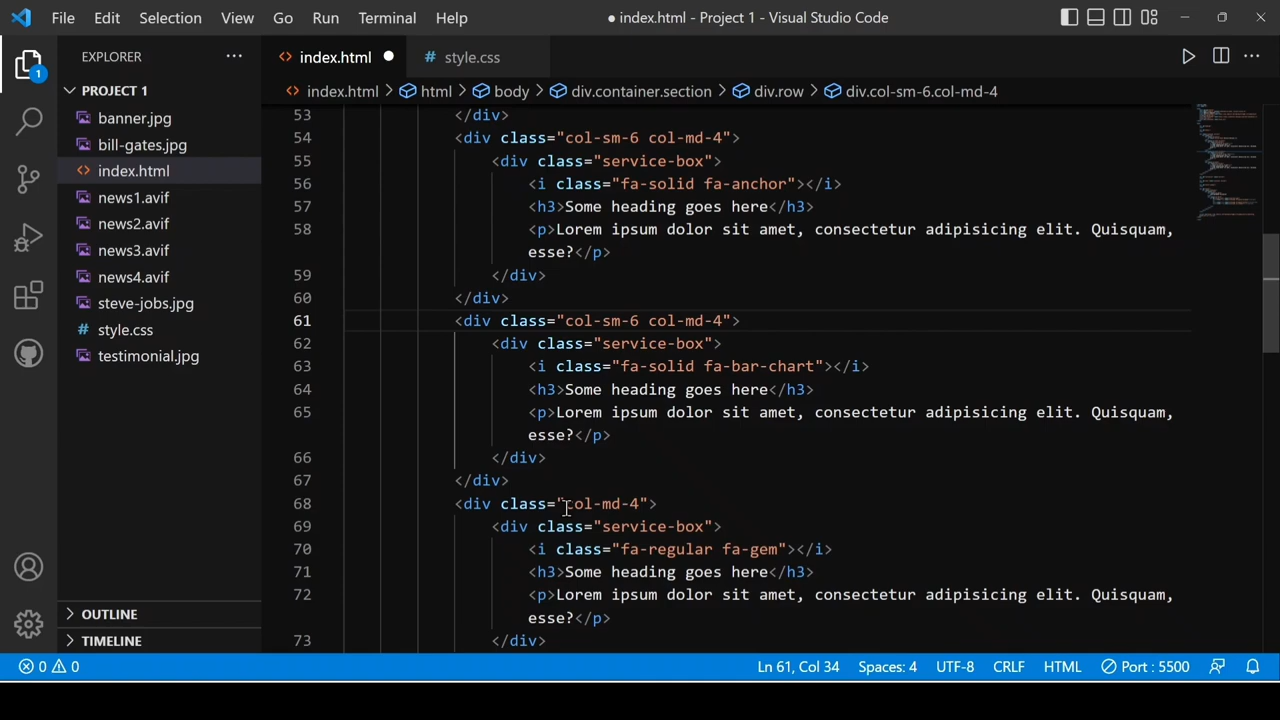 File Edit Selection View Go Run Terminal Help ● index.html - Project 1 - Visual Studio Code
1
EXPLORER
PROJECT 1
banner.jpg
bill-gates.jpg
index.html
news1.avif
news2.avif
news3.avif
news4.avif
steve-jobs.jpg
style.css
testimonial.jpg
OUTLINE
TIMELINE
index.html ● style.css
index.html > html > body > div.container.section > div.row > div.col-sm-6.col-md-4
53 </div>
54 <div class="col-sm-6 col-md-4">
55 <div class="service-box">
56 <i class="fa-solid fa-anchor"></i>
57 <h3>Some heading goes here</h3>
58 <p>Lorem ipsum dolor sit amet, consectetur adipisicing elit. Quisquam,
esse?</p>
59 </div>
60 </div>
61 <div class="col-sm-6 col-md-4">
62 <div class="service-box">
63 <i class="fa-solid fa-bar-chart"></i>
64 <h3>Some heading goes here</h3>
65 <p>Lorem ipsum dolor sit amet, consectetur adipisicing elit. Quisquam,
esse?</p>
66 </div>
67 </div>
68 <div class="col-md-4">
69 <div class="service-box">
70 <i class="fa-regular fa-gem"></i>
71 <h3>Some heading goes here</h3>
72 <p>Lorem ipsum dolor sit amet, consectetur adipisicing elit. Quisquam,
esse?</p>
73 </div>
0 0 Ln 61, Col 34 Spaces: 4 UTF-8 CRLF HTML Port : 5500